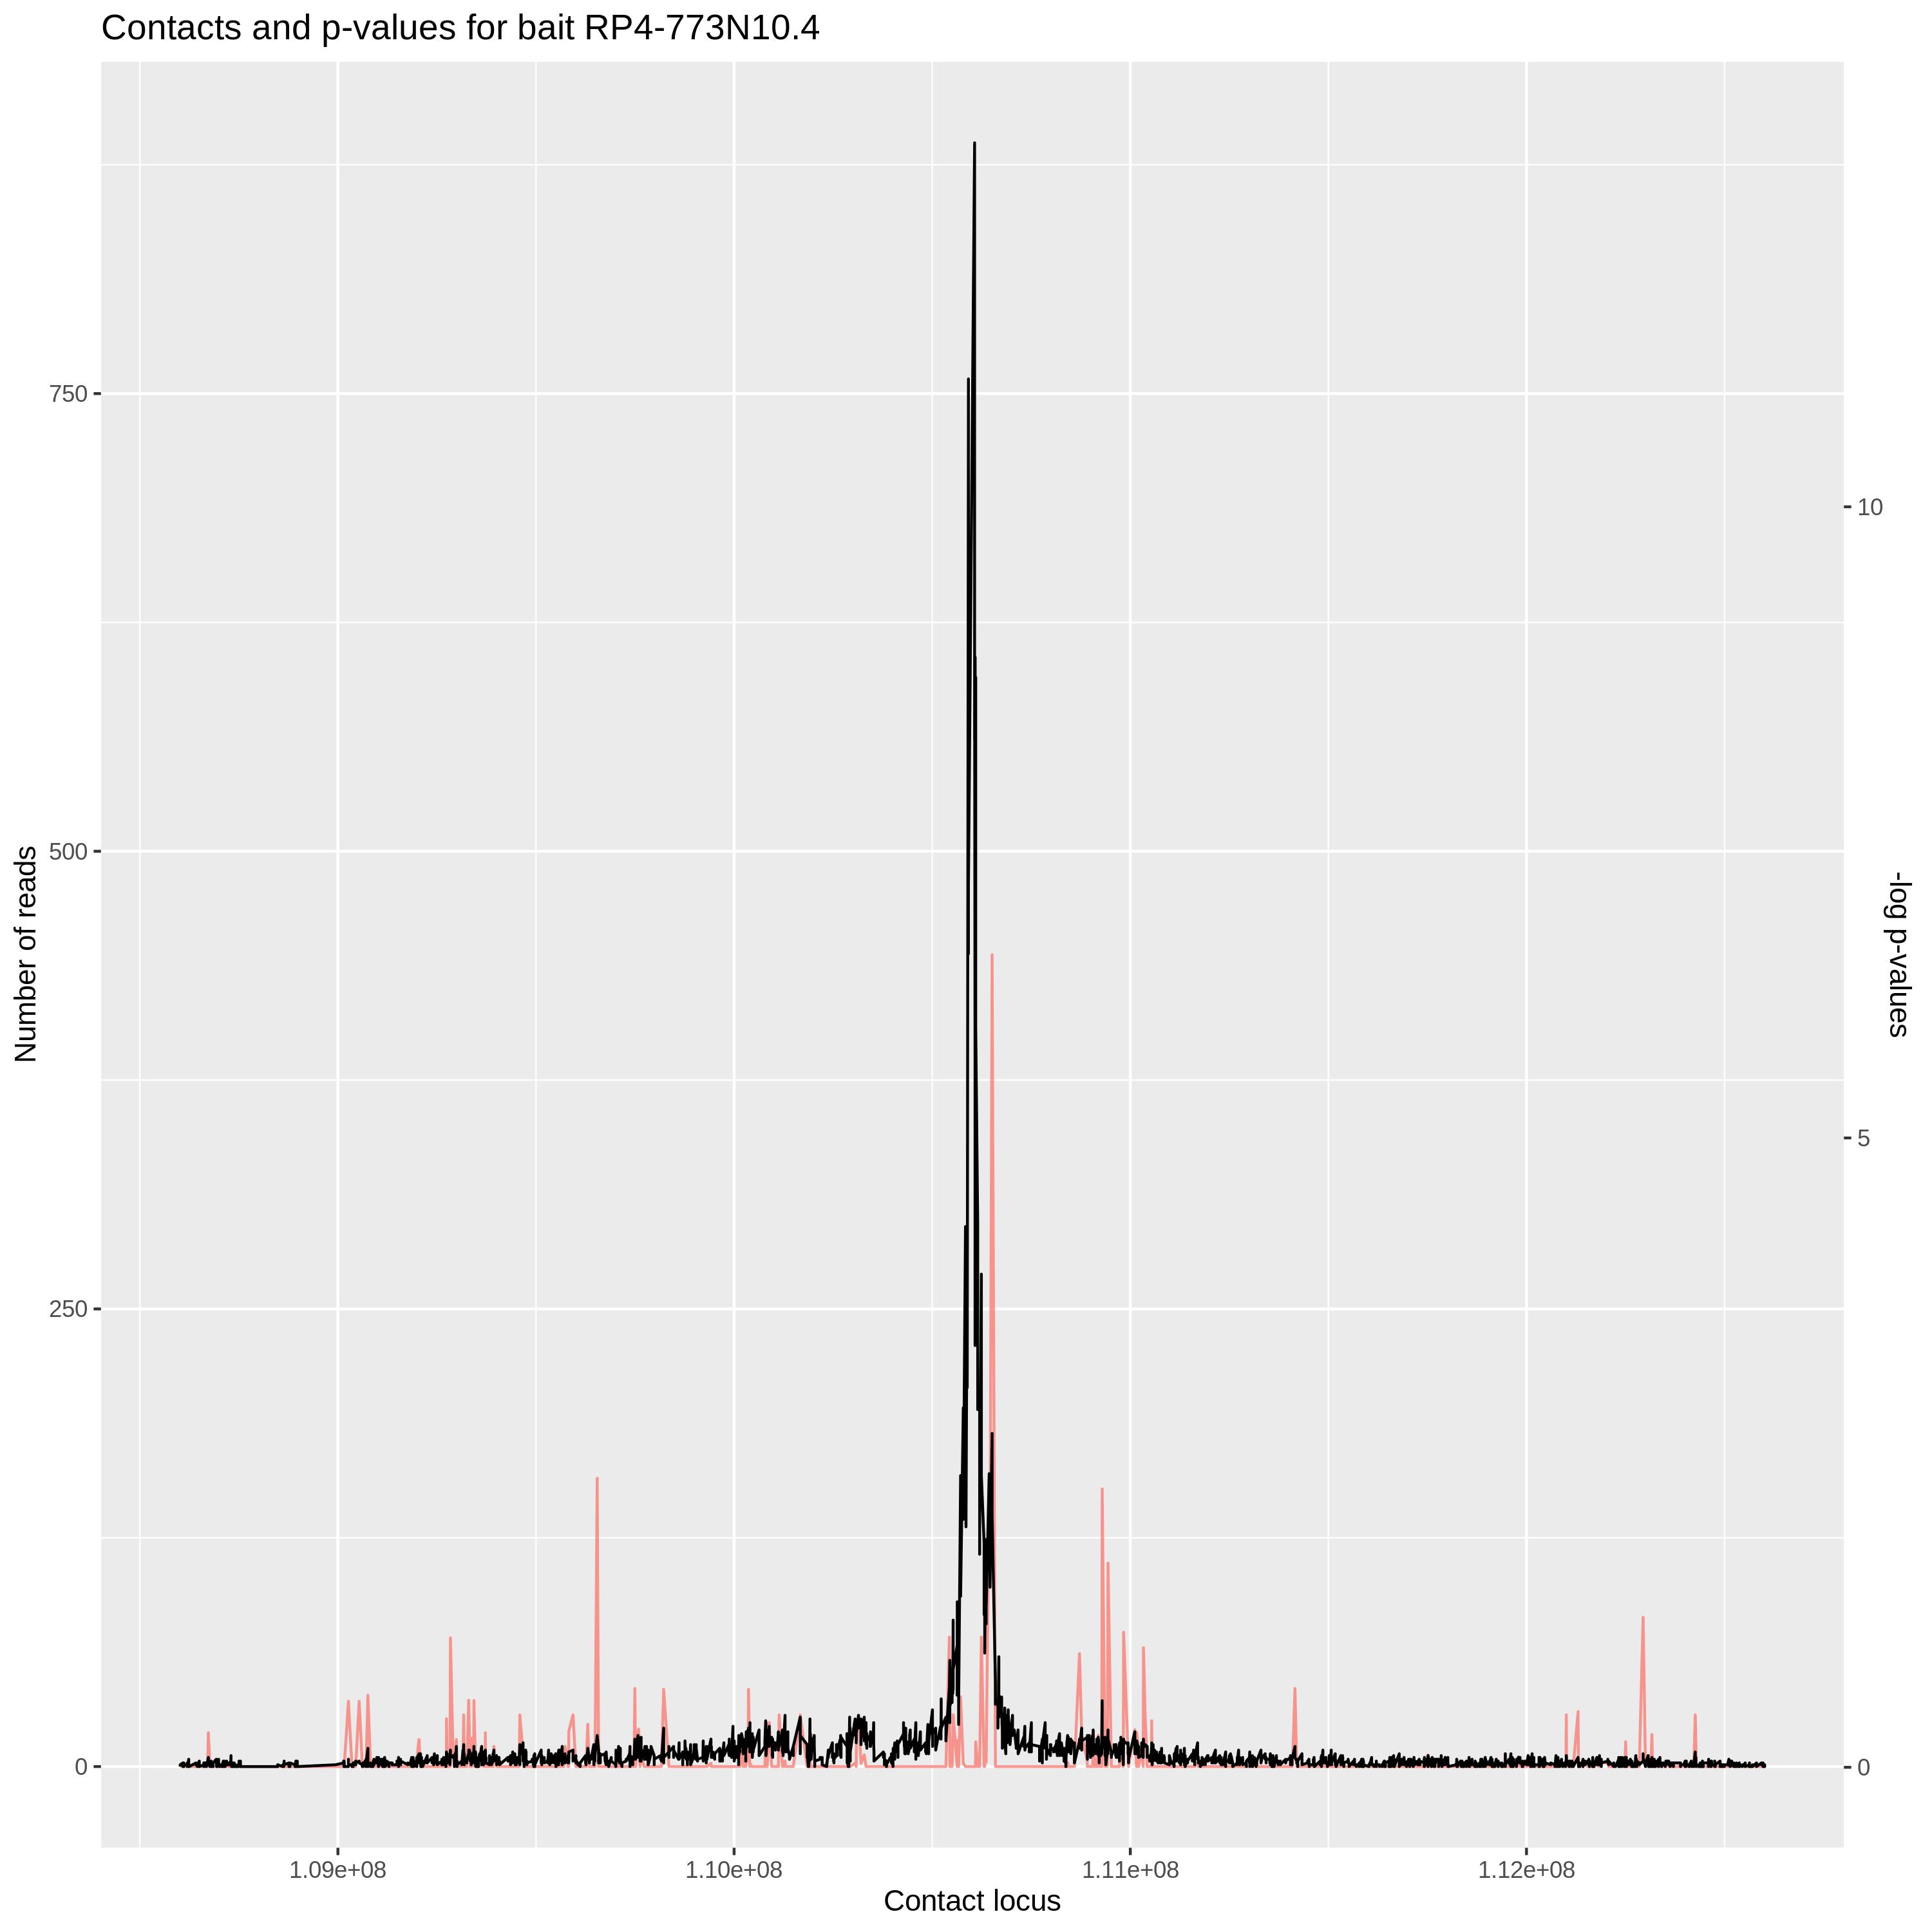 Contacts and p-values for bait RP4-773N10.4
750
500
250
0
Number of reads
10
5
0
-log p-values
1.09e+08
1.10e+08
1.11e+08
1.12e+08
Contact locus